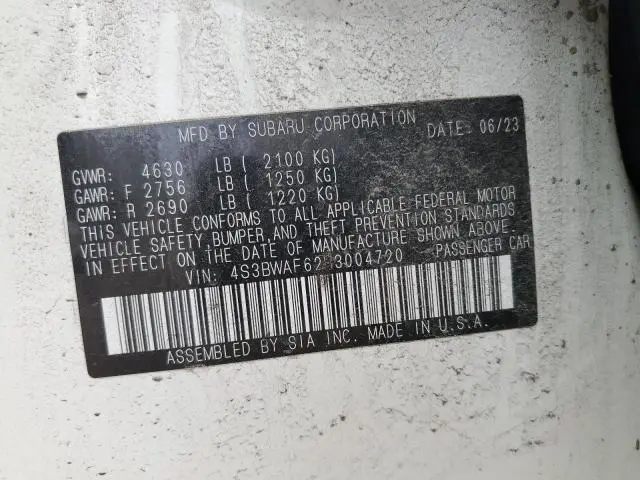 MFD BY SUBARU CORPORATION DATE- 06/23
GVWR: 4630 LB ( 2100 KG)
GAWR: F 2756 LB ( 1250 KG)
GAWR: R 2690 LB ( 1220 KG)
THIS VEHICLE CONFORMS TO ALL APPLICABLE FEDERAL MOTOR
VEHICLE SAFETY, BUMPER, AND THEFT PREVENTION STANDARDS
IN EFFECT ON THE DATE OF MANUFACTURE SHOWN ABOVE.
VIN: 4S3BWAF62 3004720 PASSENGER CAR
ASSEMBLED BY SIA INC. MADE IN U.S.A.